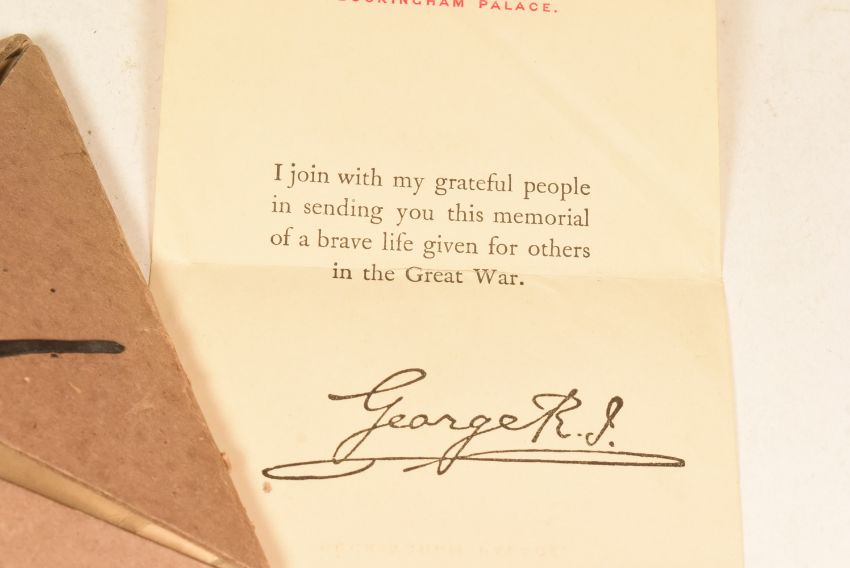 BUCKINGHAM PALACE.
I join with my grateful people
in sending you this memorial
of a brave life given for others
in the Great War.
George R.I.